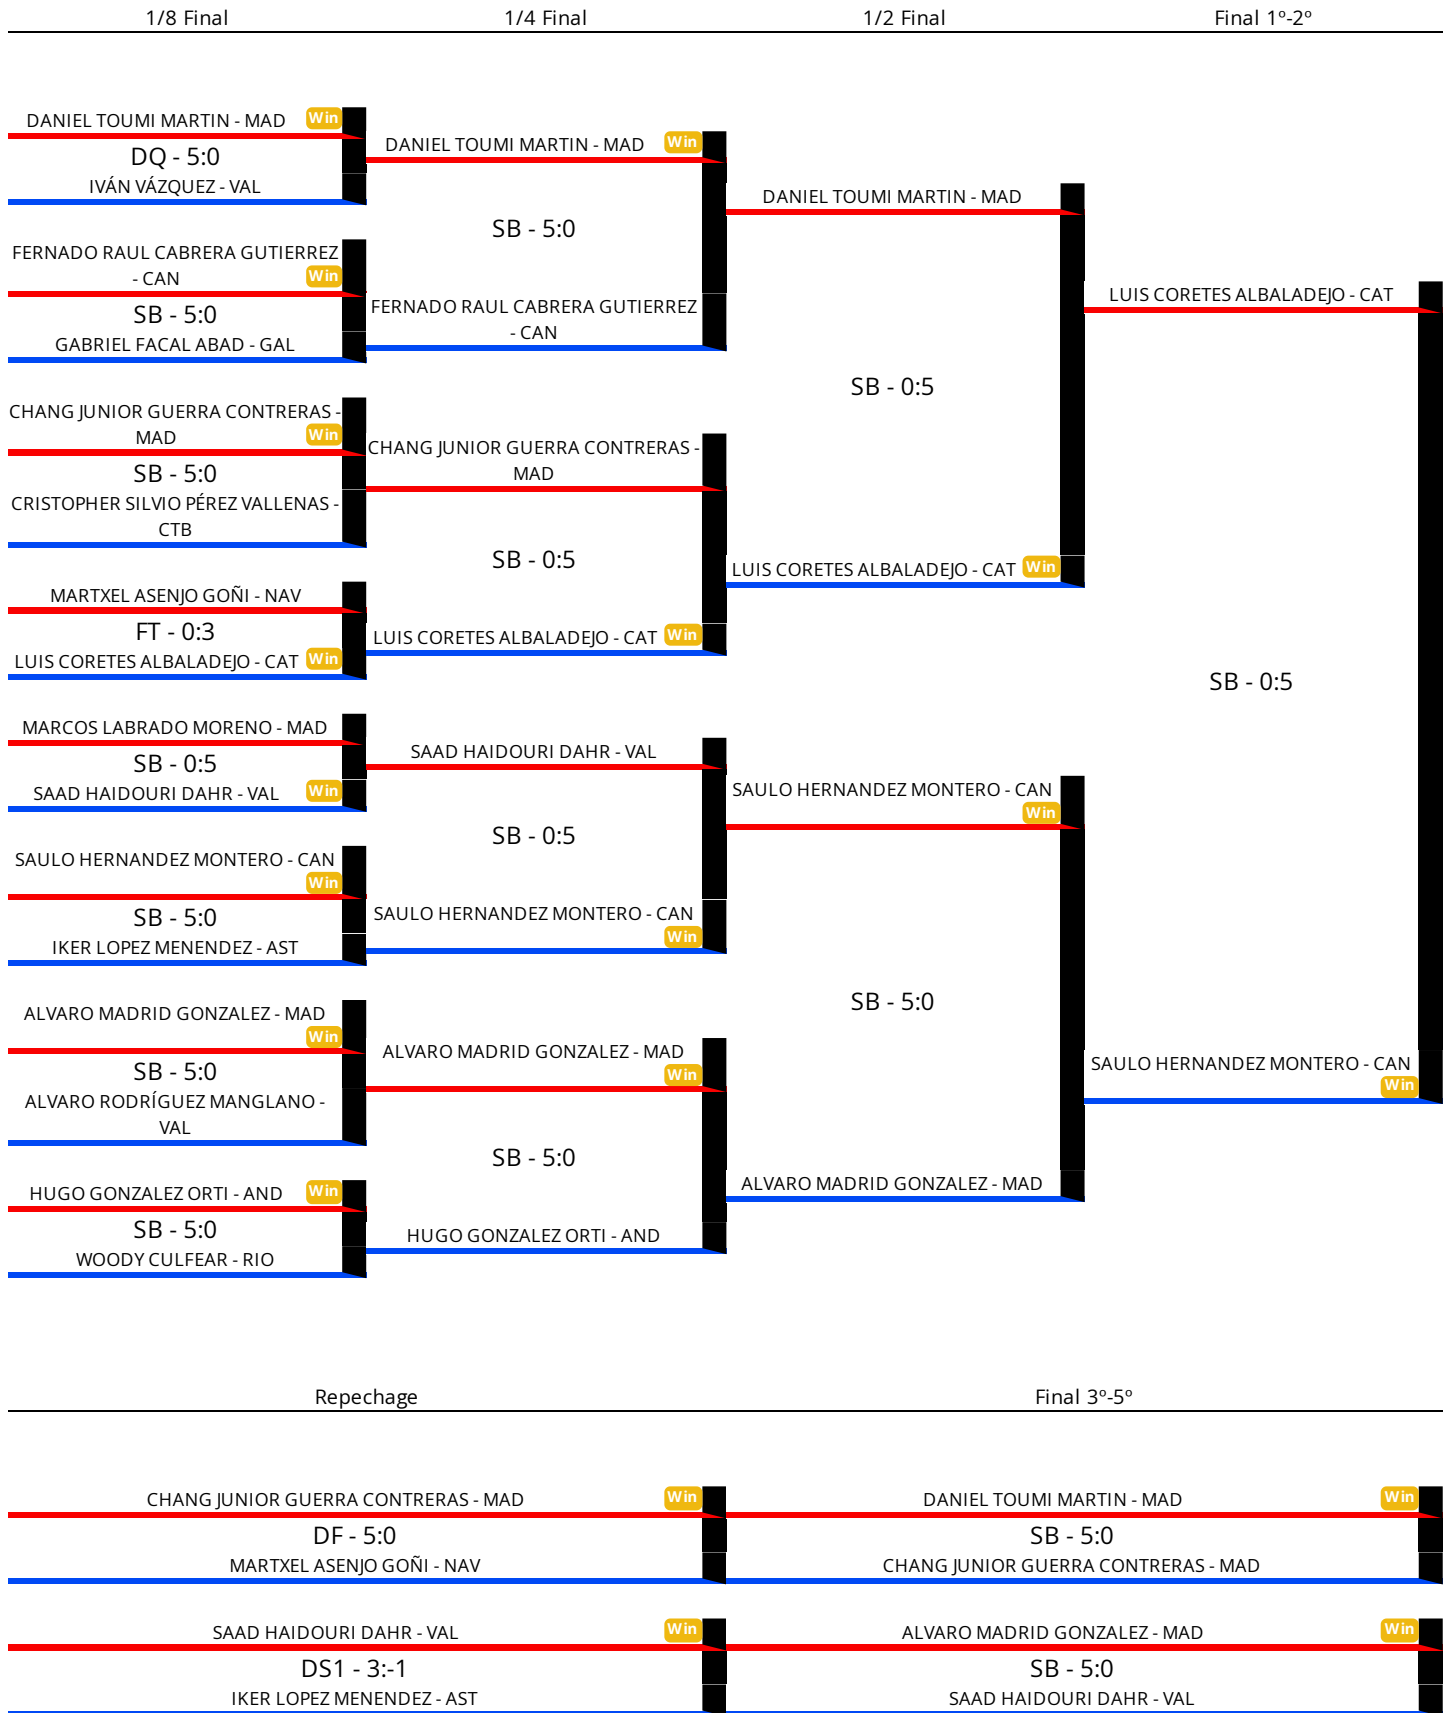 1/8 Final
1/4 Final
1/2 Final
Final 1º-2º
DANIEL TOUMI MARTIN - MAD Win
DQ - 5:0
IVÁN VÁZQUEZ - VAL
FERNADO RAUL CABRERA GUTIERREZ
- CAN Win
SB - 5:0
GABRIEL FACAL ABAD - GAL
CHANG JUNIOR GUERRA CONTRERAS -
MAD Win
SB - 5:0
CRISTOPHER SILVIO PÉREZ VALLENAS -
CTB
MARTXEL ASENJO GOÑI - NAV
FT - 0:3
LUIS CORETES ALBALADEJO - CAT Win
MARCOS LABRADO MORENO - MAD
SB - 0:5
SAAD HAIDOURI DAHR - VAL Win
SAULO HERNANDEZ MONTERO - CAN
Win
SB - 5:0
IKER LOPEZ MENENDEZ - AST
ALVARO MADRID GONZALEZ - MAD
Win
SB - 5:0
ALVARO RODRÍGUEZ MANGLANO -
VAL
HUGO GONZALEZ ORTI - AND Win
SB - 5:0
WOODY CULFEAR - RIO
DANIEL TOUMI MARTIN - MAD Win
SB - 5:0
FERNADO RAUL CABRERA GUTIERREZ
- CAN
CHANG JUNIOR GUERRA CONTRERAS -
MAD
SB - 0:5
LUIS CORETES ALBALADEJO - CAT Win
SAAD HAIDOURI DAHR - VAL
SB - 0:5
SAULO HERNANDEZ MONTERO - CAN
Win
ALVARO MADRID GONZALEZ - MAD
Win
SB - 5:0
HUGO GONZALEZ ORTI - AND
DANIEL TOUMI MARTIN - MAD
SB - 0:5
LUIS CORETES ALBALADEJO - CAT Win
SAULO HERNANDEZ MONTERO - CAN
Win
SB - 5:0
ALVARO MADRID GONZALEZ - MAD
LUIS CORETES ALBALADEJO - CAT
SB - 0:5
SAULO HERNANDEZ MONTERO - CAN
Win
Repechage
Final 3º-5º
CHANG JUNIOR GUERRA CONTRERAS - MAD Win
DF - 5:0
MARTXEL ASENJO GOÑI - NAV
SAAD HAIDOURI DAHR - VAL Win
DS1 - 3:-1
IKER LOPEZ MENENDEZ - AST
DANIEL TOUMI MARTIN - MAD Win
SB - 5:0
CHANG JUNIOR GUERRA CONTRERAS - MAD
ALVARO MADRID GONZALEZ - MAD Win
SB - 5:0
SAAD HAIDOURI DAHR - VAL